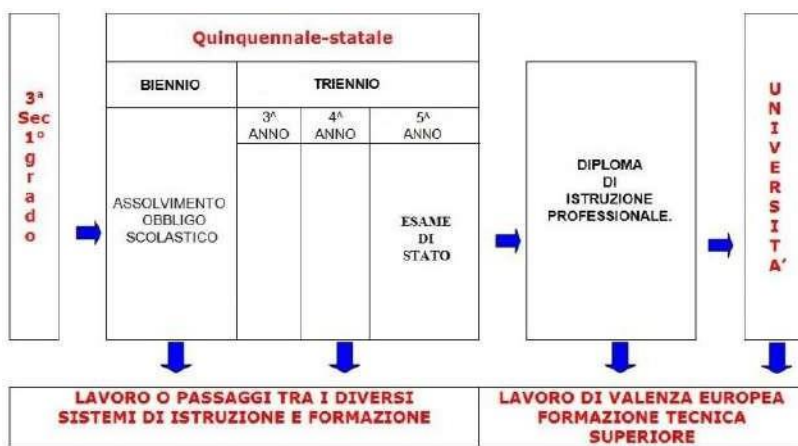 3ª
Sec
1º
g
r
a
d
o
Quinquennale-statale
BIENNIO
TRIENNIO
3^
ANNO
4^
ANNO
5^
ANNO
ASSOLVIMENTO
OBBLIGO
SCOLASTICO
ESAME
DI
STATO
DIPLOMA
DI
ISTRUZIONE
PROFESSIONALE.
U
N
I
V
E
R
S
I
T
A'
LAVORO O PASSAGGI TRA I DIVERSI
SISTEMI DI ISTRUZIONE E FORMAZIONE
LAVORO DI VALENZA EUROPEA
FORMAZIONE TECNICA
SUPERIORE